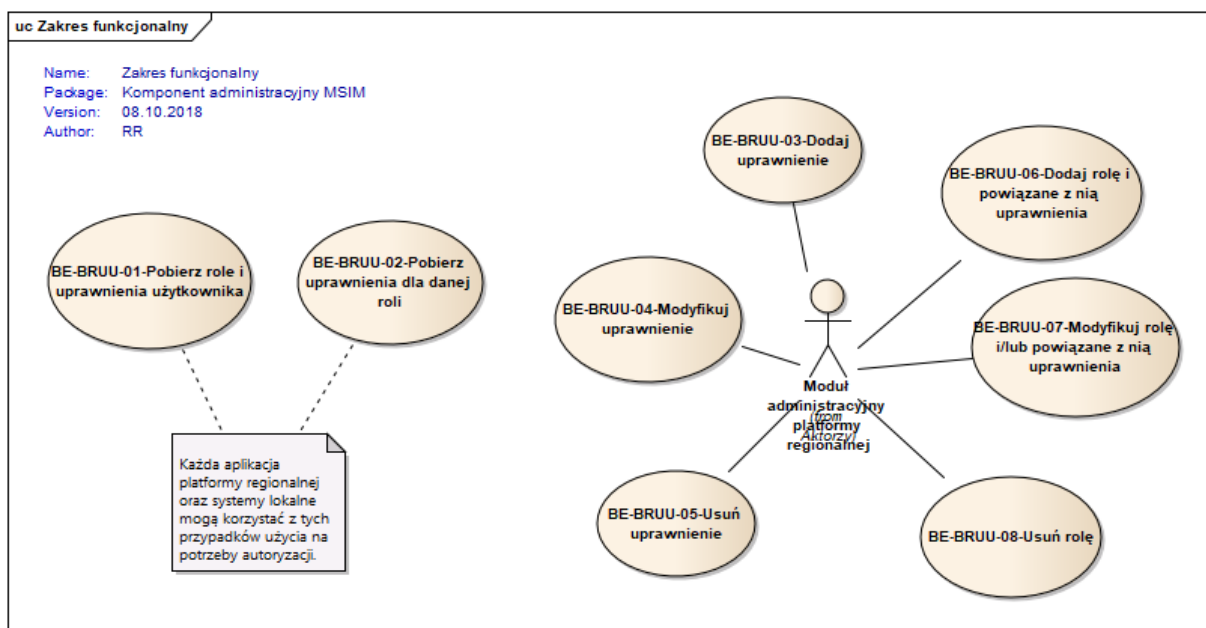 uc Zakres funkcjonalny
Name: Zakres funkcjonalny
Package: Komponent administracyjny MSIM
Version: 08.10.2018
Author: RR
BE-BRUU-01-Pobierz role i
uprawnienia użytkownika
BE-BRUU-02-Pobierz
uprawnienia dla danej
roli
Każda aplikacja
platformy regionalnej
oraz systemy lokalne
mogą korzystać z tych
przypadków użycia na
potrzeby autoryzacji.
BE-BRUU-03-Dodaj
uprawnienie
BE-BRUU-06-Dodaj rolę i
powiązane z nią
uprawnienia
BE-BRUU-04-Modyfikuj
uprawnienie
BE-BRUU-07-Modyfikuj rolę
i/lub powiązane z nią
uprawnienia
Moduł
administracyjny
platformy
regionalnej
(from
Aktorzy)
BE-BRUU-05-Usuń
uprawnienie
BE-BRUU-08-Usuń rolę